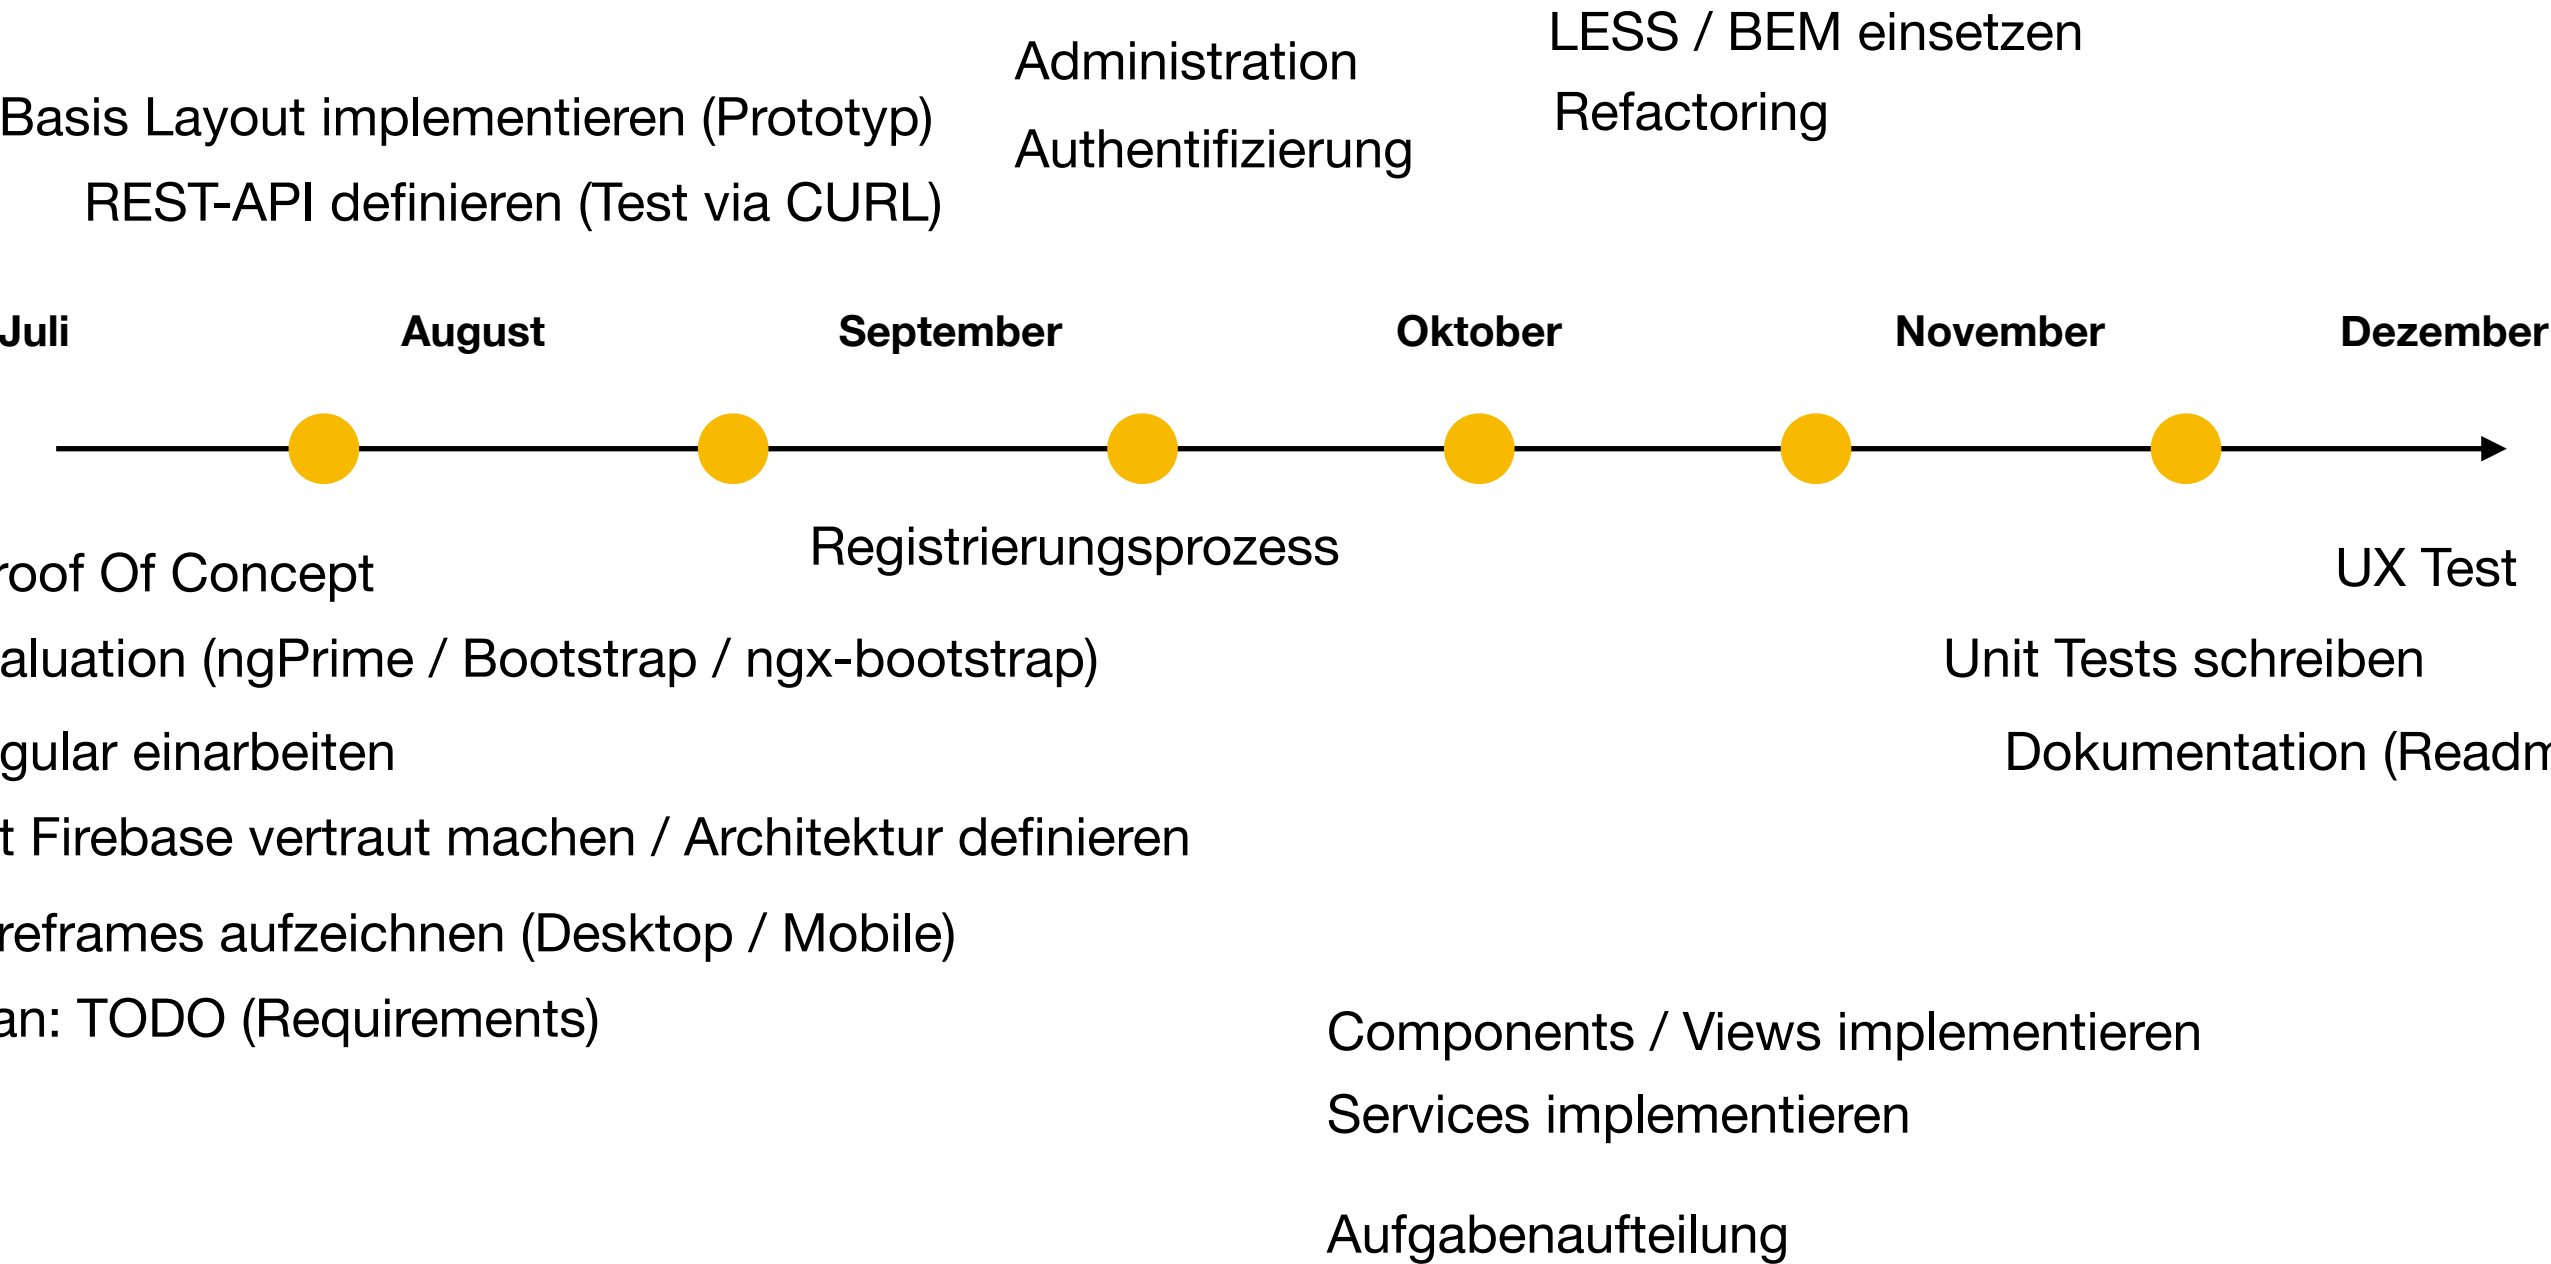 LESS / BEM einsetzen
Administration
Refactoring
Basis Layout implementieren (Prototyp)
Authentifizierung
REST-API definieren (Test via CURL)
Juli August September Oktober November Dezember
Registrierungsprozess
roof Of Concept
UX Test
aluation (ngPrime / Bootstrap / ngx-bootstrap)
Unit Tests schreiben
gular einarbeiten
Dokumentation (Readm
t Firebase vertraut machen / Architektur definieren
reframes aufzeichnen (Desktop / Mobile)
an: TODO (Requirements)
Components / Views implementieren
Services implementieren
Aufgabenaufteilung